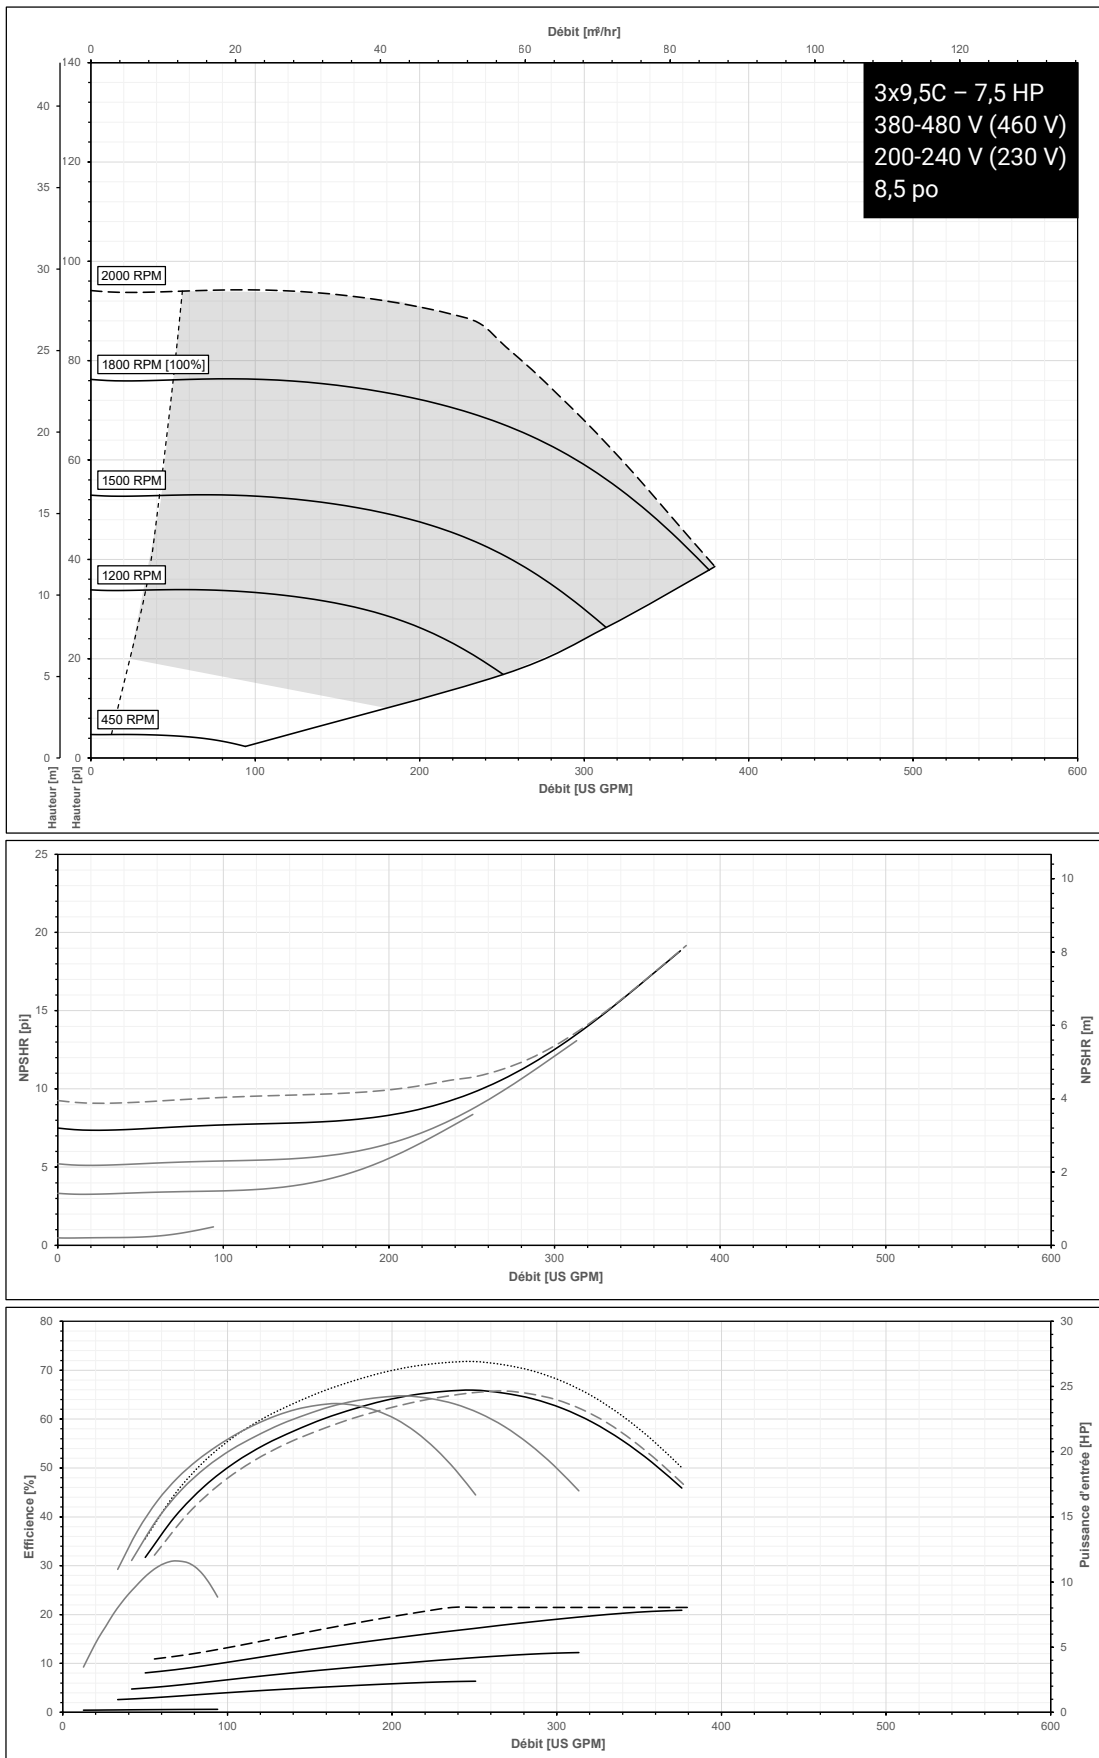 Débit [m³/hr]
0 20 40 60 80 100 120
3x9,5C – 7,5 HP
380-480 V (460 V)
200-240 V (230 V)
8,5 po
40
35
30
25
20
15
10
5
0
Hauteur [m]
140
120
100
80
60
40
20
0
Hauteur [pi]
2000 RPM
1800 RPM [100%]
1500 RPM
1200 RPM
450 RPM
0 100 200 300 400 500 600
Débit [US GPM]
25
20
15
10
5
0
NPSHR [pi]
10
8
6
4
2
0
NPSHR [m]
0 100 200 300 400 500 600
Débit [US GPM]
80
70
60
50
40
30
20
10
0
Efficience [%]
30
25
20
15
10
5
0
Puissance d'entrée [HP]
0 100 200 300 400 500 600
Débit [US GPM]